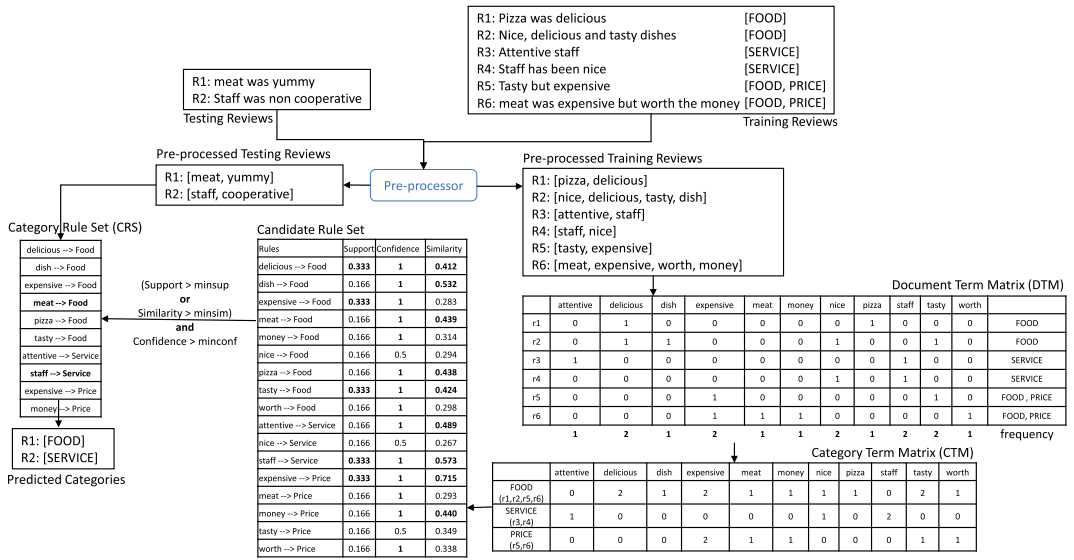 R1: Pizza was delicious [FOOD]
R2: Nice, delicious and tasty dishes [FOOD]
R3: Attentive staff [SERVICE]
R4: Staff has been nice [SERVICE]
R5: Tasty but expensive [FOOD, PRICE]
R6: meat was expensive but worth the money [FOOD, PRICE]
Training Reviews
R1: meat was yummy
R2: Staff was non cooperative
Testing Reviews
Pre-processor
Pre-processed Testing Reviews
R1: [meat, yummy]
R2: [staff, cooperative]
Pre-processed Training Reviews
R1: [pizza, delicious]
R2: [nice, delicious, tasty, dish]
R3: [attentive, staff]
R4: [staff, nice]
R5: [tasty, expensive]
R6: [meat, expensive, worth, money]
Document Term Matrix (DTM)
attentive delicious dish expensive meat money nice pizza staff tasty worth
r1 0 1 0 0 0 0 0 1 0 0 0 FOOD
r2 0 1 1 0 0 0 1 0 0 1 0 FOOD
r3 1 0 0 0 0 0 0 0 1 0 0 SERVICE
r4 0 0 0 0 0 0 1 0 1 0 0 SERVICE
r5 0 0 0 1 0 0 0 0 0 1 0 FOOD , PRICE
r6 0 0 0 1 1 1 0 0 0 0 1 FOOD, PRICE
1 2 1 2 1 1 2 1 2 2 1 frequency
Category Term Matrix (CTM)
attentive delicious dish expensive meat money nice pizza staff tasty worth
FOOD
(r1,r2,r5,r6) 0 2 1 2 1 1 1 1 0 2 1
SERVICE
(r3,r4) 1 0 0 0 0 0 1 0 2 0 0
PRICE
(r5,r6) 0 0 0 2 1 1 0 0 0 1 1
Candidate Rule Set
Rules Support Confidence Similarity
delicious --> Food 0.333 1 0.412
dish --> Food 0.166 1 0.532
expensive --> Food 0.333 1 0.283
meat --> Food 0.166 1 0.439
money --> Food 0.166 1 0.314
nice --> Food 0.166 0.5 0.294
pizza --> Food 0.166 1 0.438
tasty --> Food 0.333 1 0.424
worth --> Food 0.166 1 0.298
attentive --> Service 0.166 1 0.489
nice --> Service 0.166 0.5 0.267
staff --> Service 0.333 1 0.573
expensive --> Price 0.333 1 0.715
meat --> Price 0.166 1 0.293
money --> Price 0.166 1 0.440
tasty --> Price 0.166 0.5 0.349
worth --> Price 0.166 1 0.338
(Support > minsup
or
Similarity > minsim)
and
Confidence > minconf
Category Rule Set (CRS)
delicious --> Food
dish --> Food
expensive --> Food
meat --> Food
pizza --> Food
tasty --> Food
attentive --> Service
staff --> Service
expensive --> Price
money --> Price
R1: [FOOD]
R2: [SERVICE]
Predicted Categories